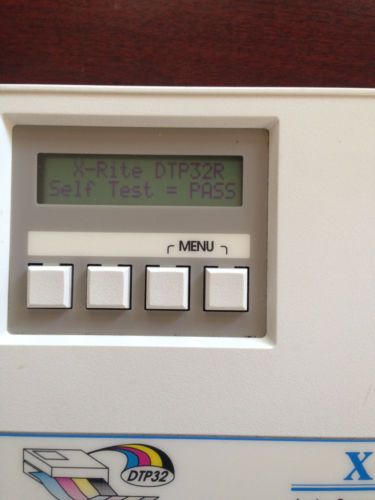 X-Rite DTP32R
Self Test = PASS
MENU
DTP32
X